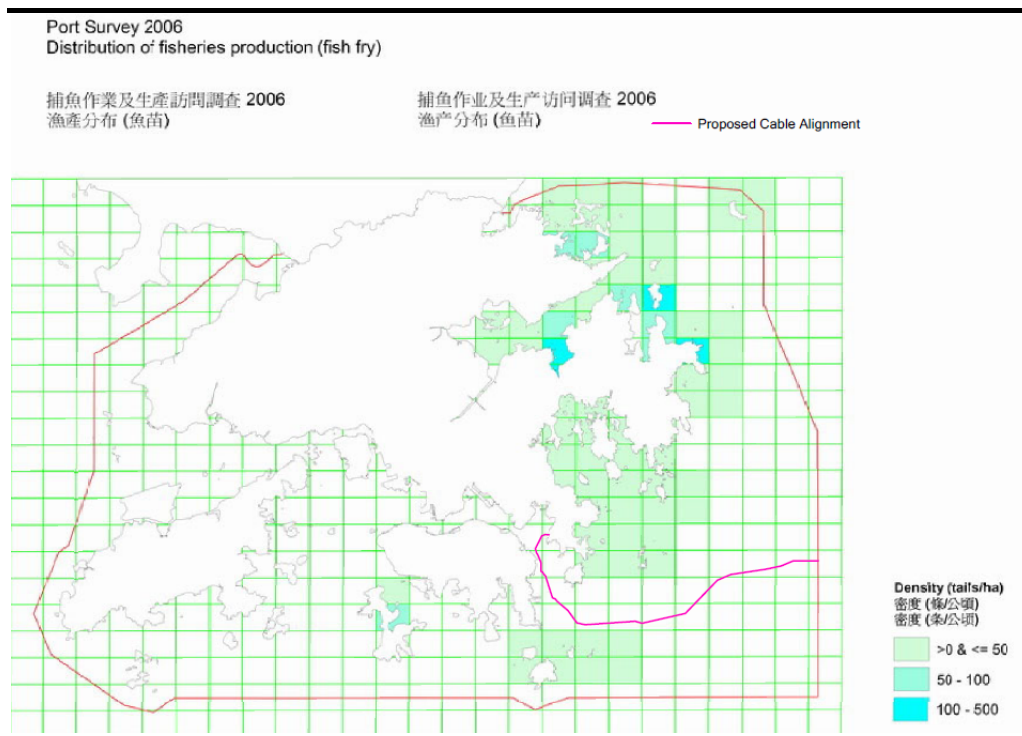 Port Survey 2006
Distribution of fisheries production (fish fry)
捕魚作業及生產訪問調查 2006
漁產分布 (魚苗)
捕鱼作业及生产访问调查 2006
渔产分布 (鱼苗)
Proposed Cable Alignment
Density (tails/ha)
密度 (條/公頃)
密度 (条/公顷)
>0 & <= 50
50 - 100
100 - 500